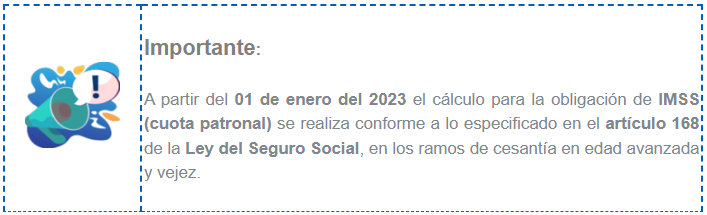 Importante:
A partir del 01 de enero del 2023 el cálculo para la obligación de IMSS
(cuota patronal) se realiza conforme a lo especificado en el artículo 168
de la Ley del Seguro Social, en los ramos de cesantía en edad avanzada
y vejez.